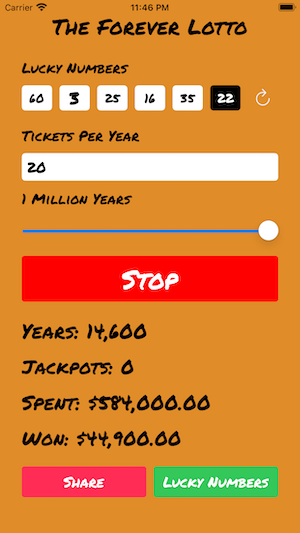 Carrier 11:46 PM
The Forever Lotto
Lucky Numbers
60 3 25 16 35 22
Tickets Per Year
20
1 Million Years
Stop
Years: 14,600
Jackpots: 0
Spent: $584,000.00
Won: $44,900.00
Share Lucky Numbers